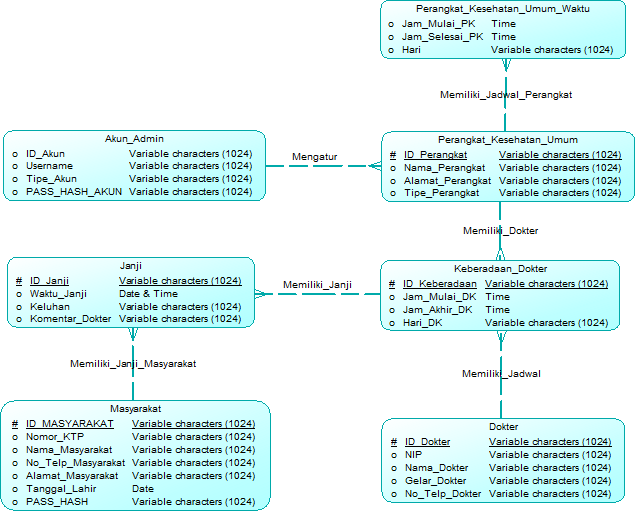 Perangkat_Kesehatan_Umum_Waktu
o Jam_Mulai_PK Time
o Jam_Selesai_PK Time
o Hari Variable characters (1024)
Memiliki_Jadwal_Perangkat
Akun_Admin
o ID_Akun Variable characters (1024)
o Username Variable characters (1024)
o Tipe_Akun Variable characters (1024)
o PASS_HASH_AKUN Variable characters (1024)
Mengatur
Perangkat_Kesehatan_Umum
# ID_Perangkat Variable characters (1024)
o Nama_Perangkat Variable characters (1024)
o Alamat_Perangkat Variable characters (1024)
o Tipe_Perangkat Variable characters (1024)
Memiliki_Dokter
Janji
# ID_Janji Variable characters (1024)
o Waktu_Janji Date & Time
o Keluhan Variable characters (1024)
o Komentar_Dokter Variable characters (1024)
Memiliki_Janji
Keberadaan_Dokter
# ID_Keberadaan Variable characters (1024)
o Jam_Mulai_DK Time
o Jam_Akhir_DK Time
o Hari_DK Variable characters (1024)
Memiliki_Janji_Masyarakat
Memiliki_Jadwal
Masyarakat
# ID_MASYARAKAT Variable characters (1024)
o Nomor_KTP Variable characters (1024)
o Nama_Masyarakat Variable characters (1024)
o No_Telp_Masyarakat Variable characters (1024)
o Alamat_Masyarakat Variable characters (1024)
o Tanggal_Lahir Date
o PASS_HASH Variable characters (1024)
Dokter
# ID_Dokter Variable characters (1024)
o NIP Variable characters (1024)
o Nama_Dokter Variable characters (1024)
o Gelar_Dokter Variable characters (1024)
o No_Telp_Dokter Variable characters (1024)